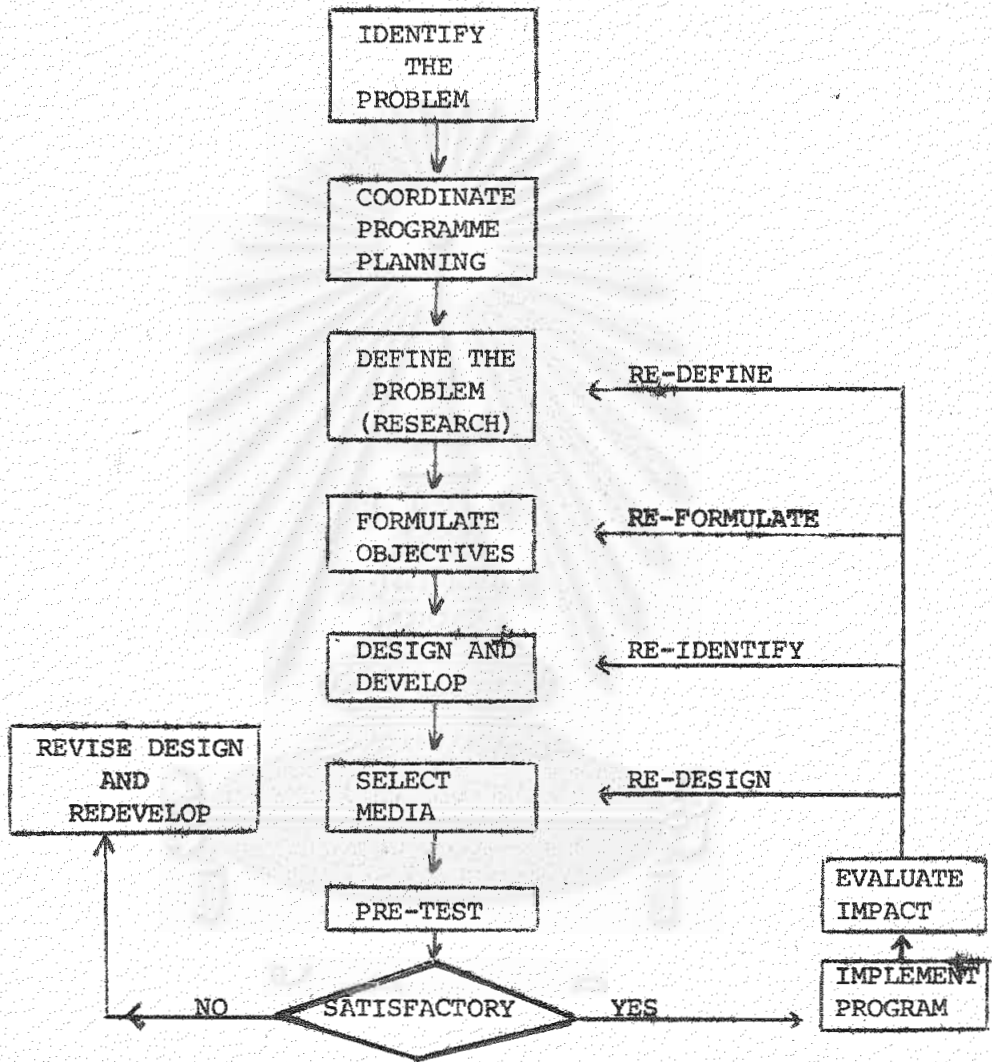 IDENTIFY
THE
PROBLEM
COORDINATE
PROGRAMME
PLANNING
DEFINE THE
PROBLEM
(RESEARCH)
RE-DEFINE
FORMULATE
OBJECTIVES
RE-FORMULATE
DESIGN AND
DEVELOP
RE-IDENTIFY
REVISE DESIGN
AND
REDEVELOP
SELECT
MEDIA
RE-DESIGN
PRE-TEST
EVALUATE
IMPACT
NO
SATISFACTORY
YES
IMPLEMENT
PROGRAM